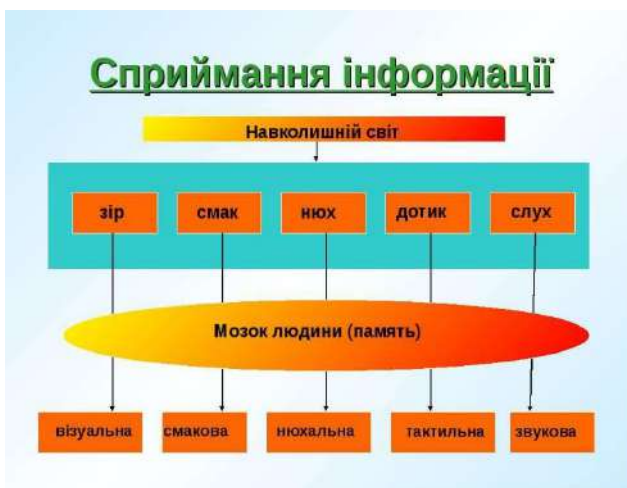 Сприймання інформації
Навколишній світ
зір смак нюх дотик слух
Мозок людини (память)
візуальна смакова нюхальна тактильна звукова